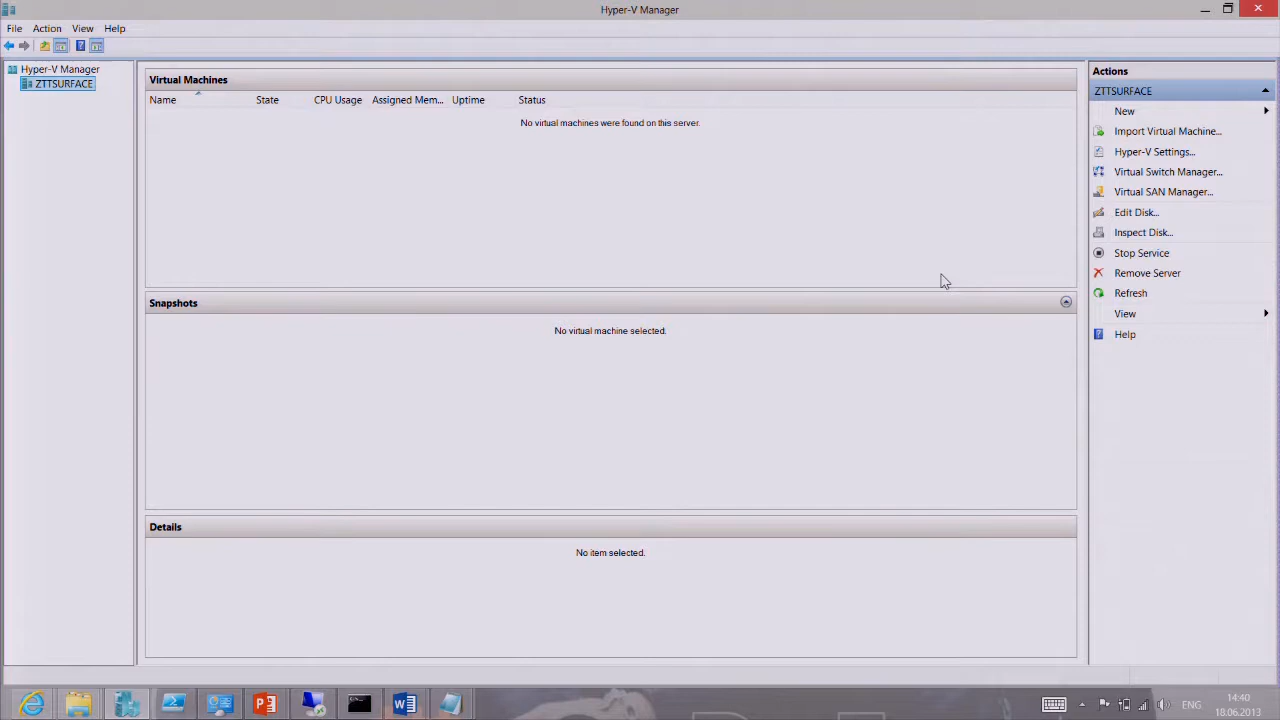 Hyper-V Manager
File Action View Help
Hyper-V Manager
ZTTSURFACE
Virtual Machines
Name State CPU Usage Assigned Mem... Uptime Status
No virtual machines were found on this server.
Snapshots
No virtual machine selected.
Details
No item selected.
Actions
ZTTSURFACE
New
Import Virtual Machine...
Hyper-V Settings...
Virtual Switch Manager...
Virtual SAN Manager...
Edit Disk...
Inspect Disk...
Stop Service
Remove Server
Refresh
View
Help
ENG
14:40
18.06.2013